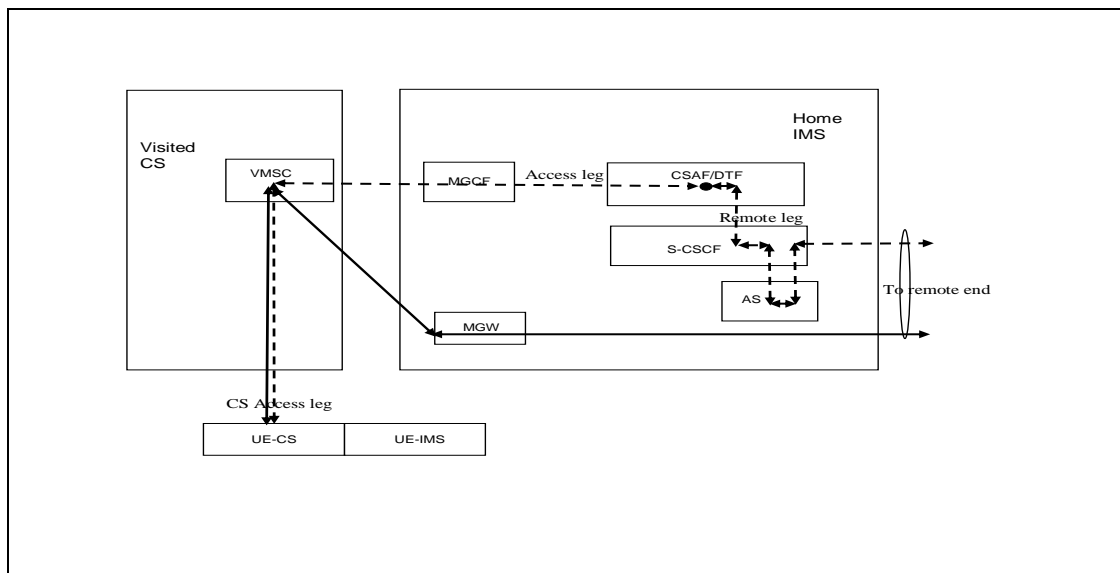 Home
IMS
Visited
CS
VMSC
MGCF
Access leg
CSAF/DTF
Remote leg
S-CSCF
AS
To remote end
MGW
CS Access leg
UE-CS
UE-IMS